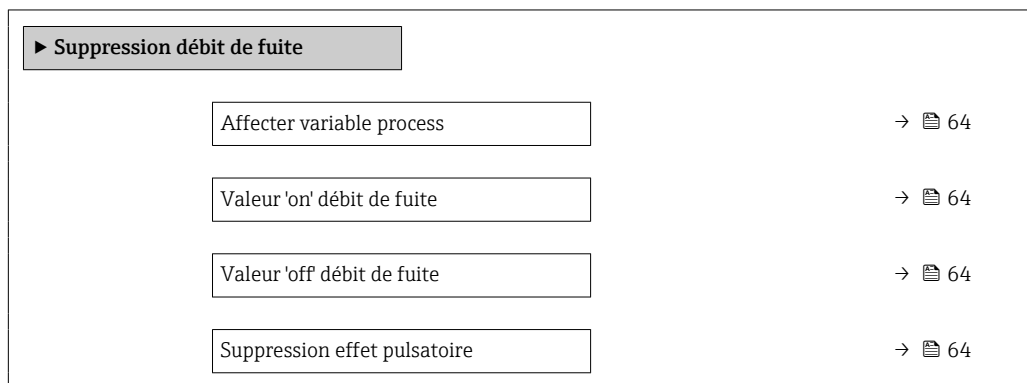 ▶ Suppression débit de fuite
Affecter variable process → 64
Valeur 'on' débit de fuite → 64
Valeur 'off' débit de fuite → 64
Suppression effet pulsatoire → 64